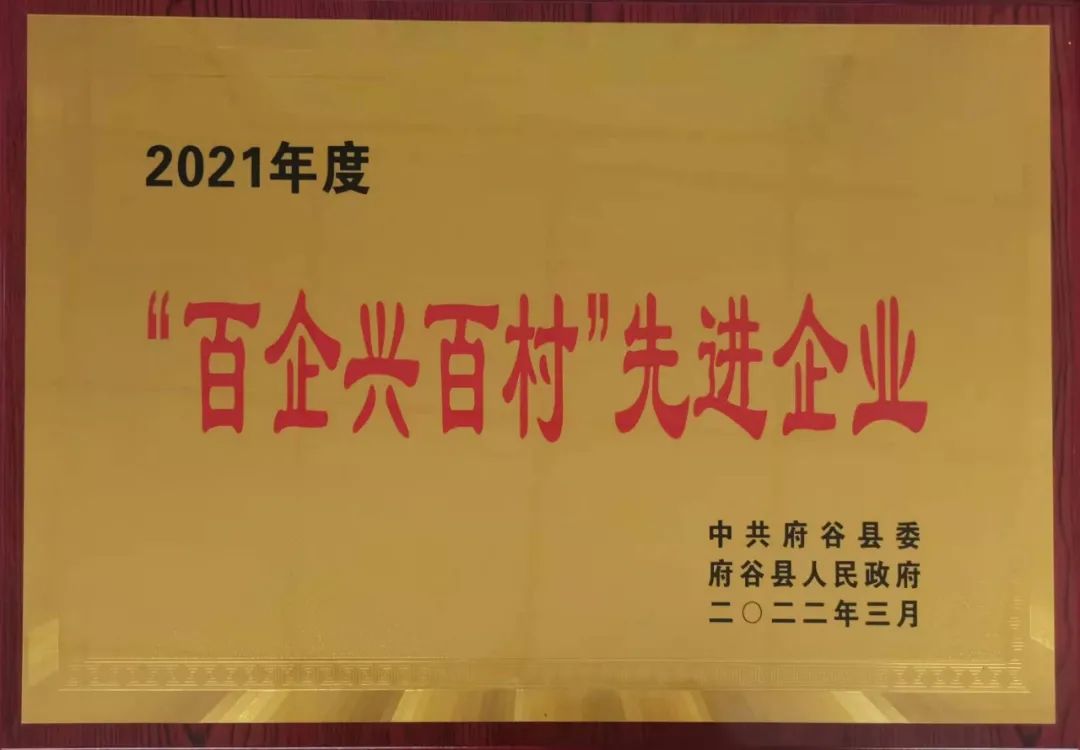 2021年度
“百企兴百村”先进企业
中共府谷县委
府谷县人民政府
二〇二二年三月